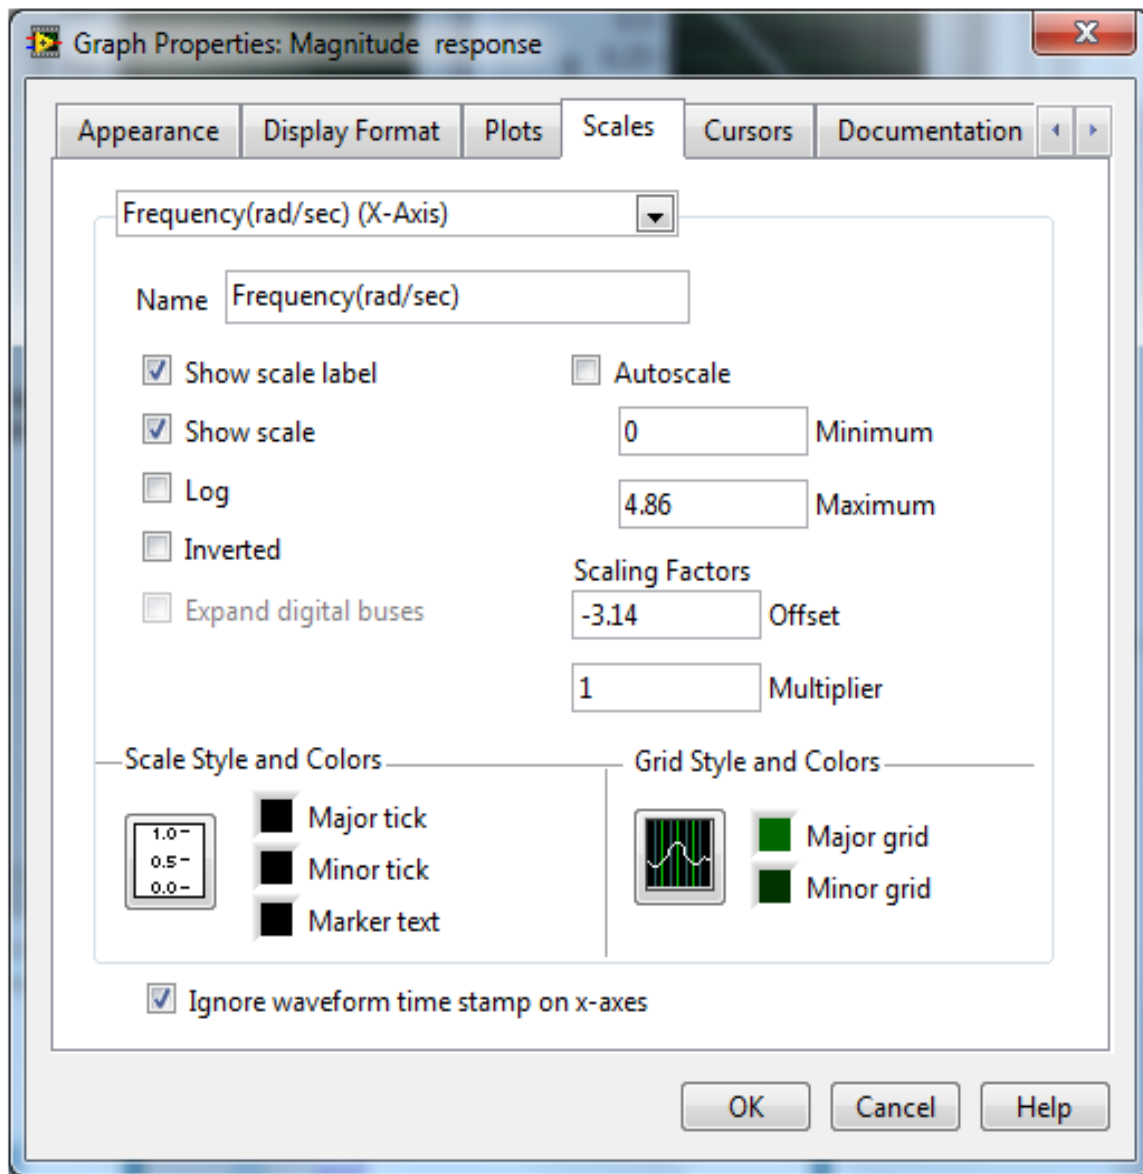 Graph Properties: Magnitude response
Appearance Display Format Plots Scales Cursors Documentation
Frequency(rad/sec) (X-Axis)
Name Frequency(rad/sec)
Show scale label Autoscale
Show scale 0 Minimum
Log 4.86 Maximum
Inverted
Scaling Factors
Expand digital buses -3.14 Offset
1 Multiplier
Scale Style and Colors Grid Style and Colors
1.0 Major tick Major grid
0.5 Minor tick Minor grid
0.0 Marker text
Ignore waveform time stamp on x-axes
OK Cancel Help